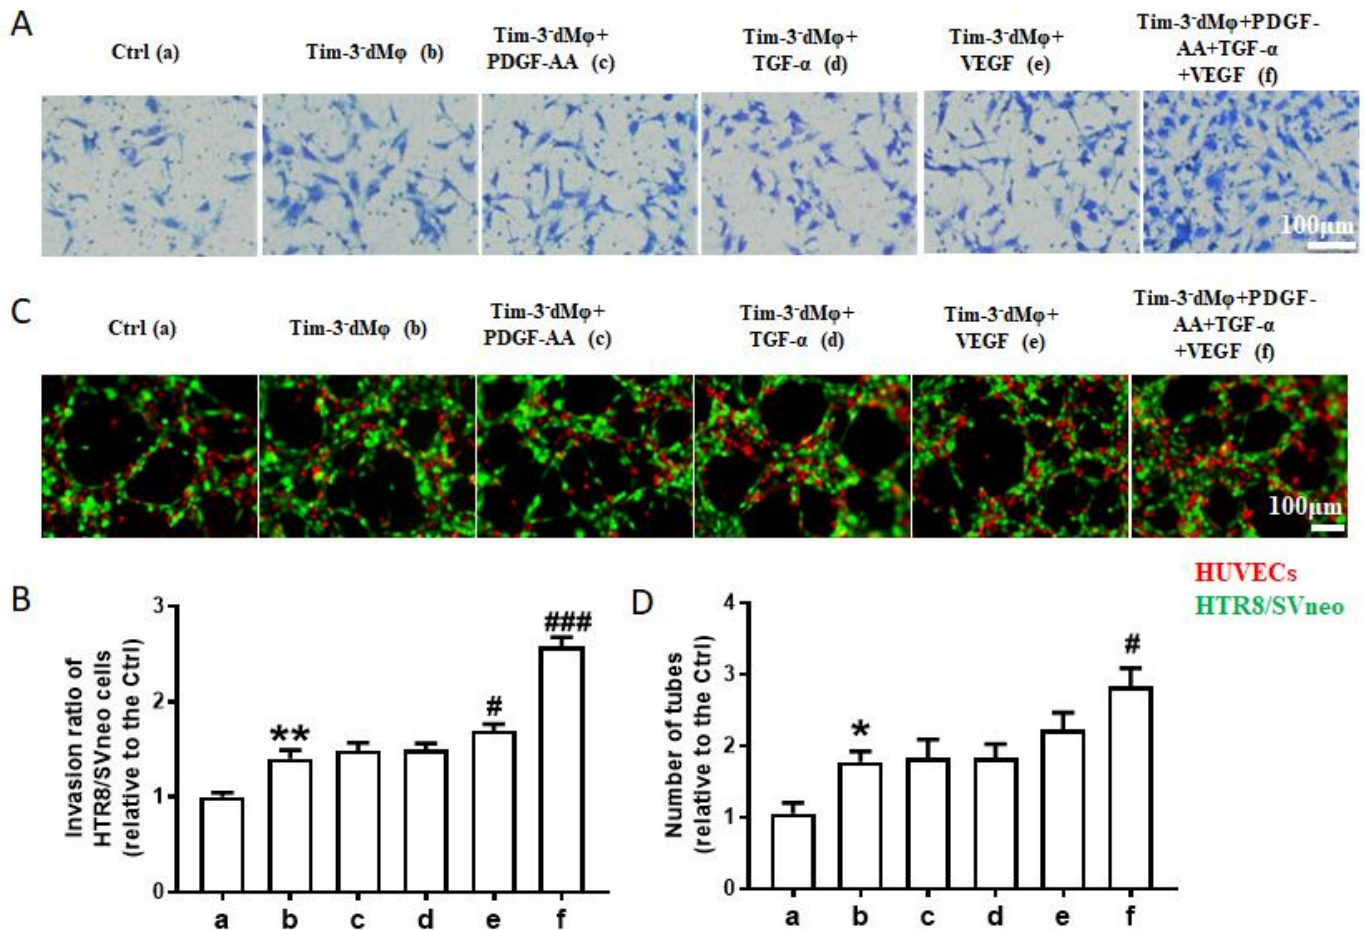 A
Ctrl (a)
Tim-3⁻dMφ (b)
Tim-3⁻dMφ+
PDGF-AA (c)
Tim-3⁻dMφ+
TGF-α (d)
Tim-3⁻dMφ+
VEGF (e)
Tim-3⁻dMφ+PDGF-
AA+TGF-α
+VEGF (f)
100μm
C
Ctrl (a)
Tim-3⁻dMφ (b)
Tim-3⁻dMφ+
PDGF-AA (c)
Tim-3⁻dMφ+
TGF-α (d)
Tim-3⁻dMφ+
VEGF (e)
Tim-3⁻dMφ+PDGF-
AA+TGF-α
+VEGF (f)
100μm
HUVECs
HTR8/SVneo
B
Invasion ratio of
HTR8/SVneo cells
(relative to the Ctrl)
3
2
1
0
**
#
###
a b c d e f
D
Number of tubes
(relative to the Ctrl)
4
3
2
1
0
*
#
a b c d e f